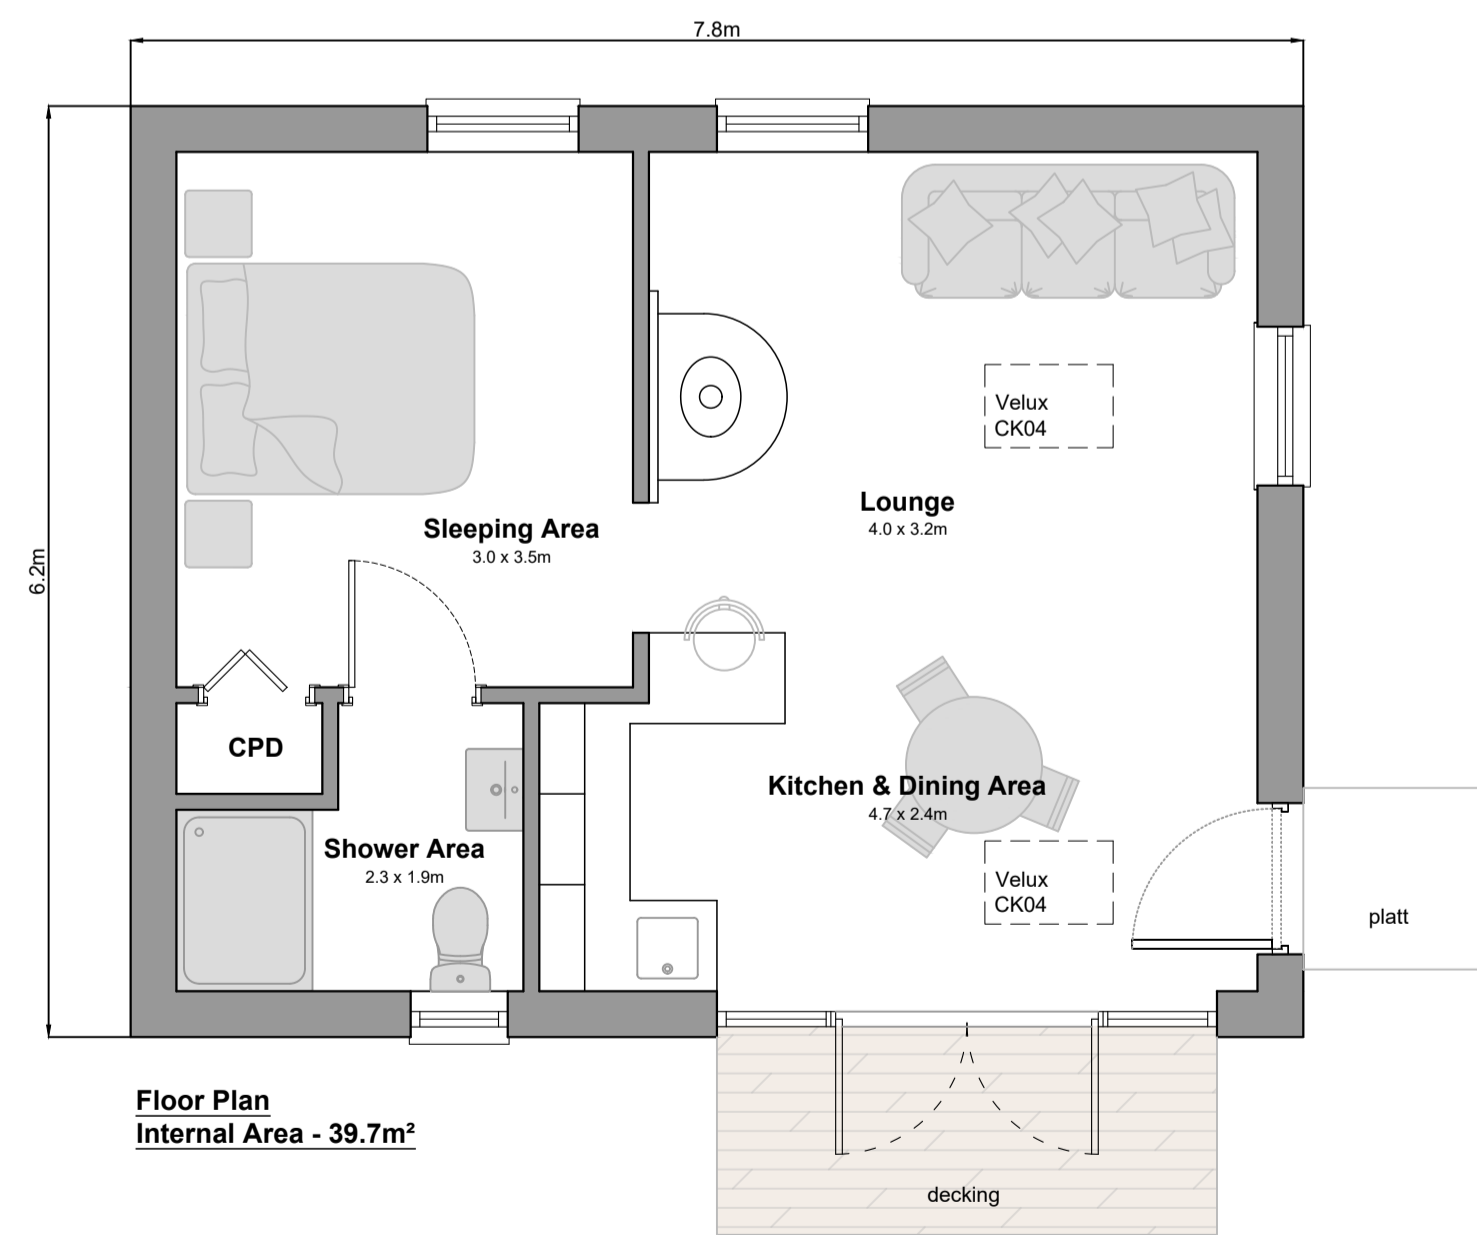 7.8m
6.2m
Velux
CK04
Lounge
4.0 x 3.2m
Sleeping Area
3.0 x 3.5m
CPD
Kitchen & Dining Area
4.7 x 2.4m
Shower Area
2.3 x 1.9m
Velux
CK04
platt
Floor Plan
Internal Area - 39.7m²
decking